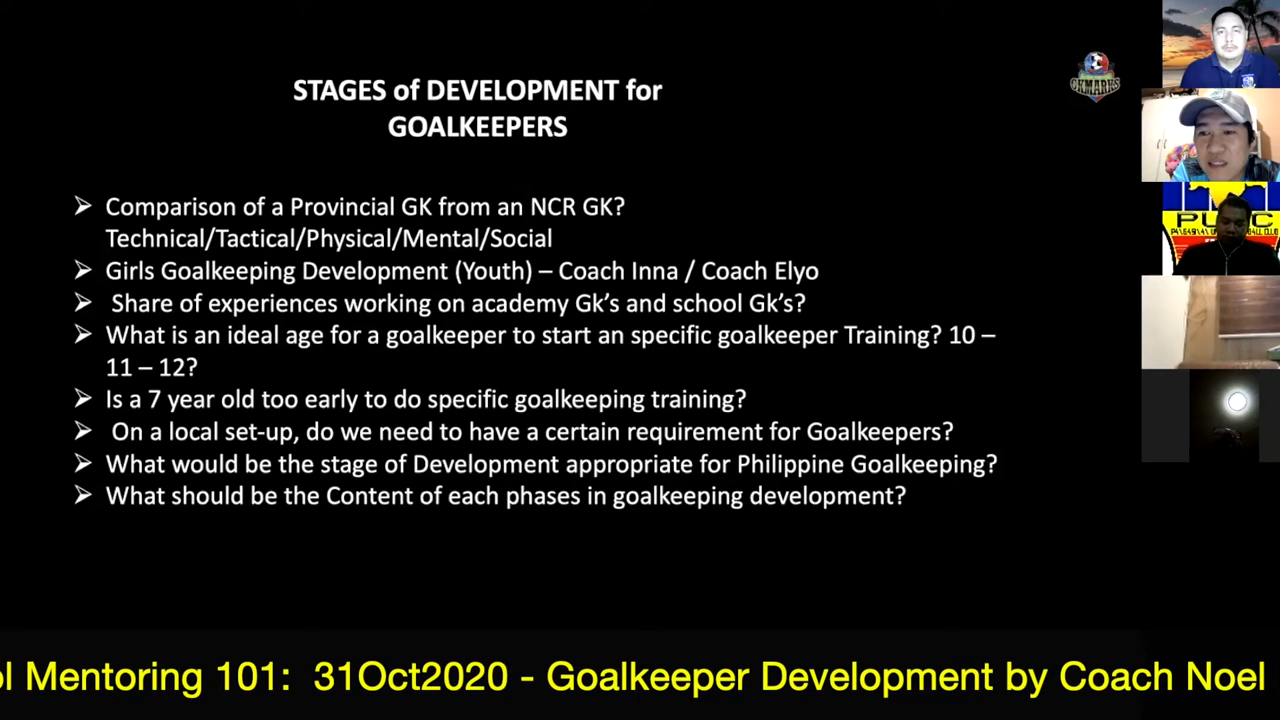 STAGES of DEVELOPMENT for
GOALKEEPERS
GKMARKS
➢ Comparison of a Provincial GK from an NCR GK?
Technical/Tactical/Physical/Mental/Social
➢ Girls Goalkeeping Development (Youth) – Coach Inna / Coach Elyo
➢ Share of experiences working on academy Gk's and school Gk's?
➢ What is an ideal age for a goalkeeper to start an specific goalkeeper Training? 10 –
11 – 12?
➢ Is a 7 year old too early to do specific goalkeeping training?
➢ On a local set-up, do we need to have a certain requirement for Goalkeepers?
➢ What would be the stage of Development appropriate for Philippine Goalkeeping?
➢ What should be the Content of each phases in goalkeeping development?
ol Mentoring 101: 31Oct2020 - Goalkeeper Development by Coach Noel